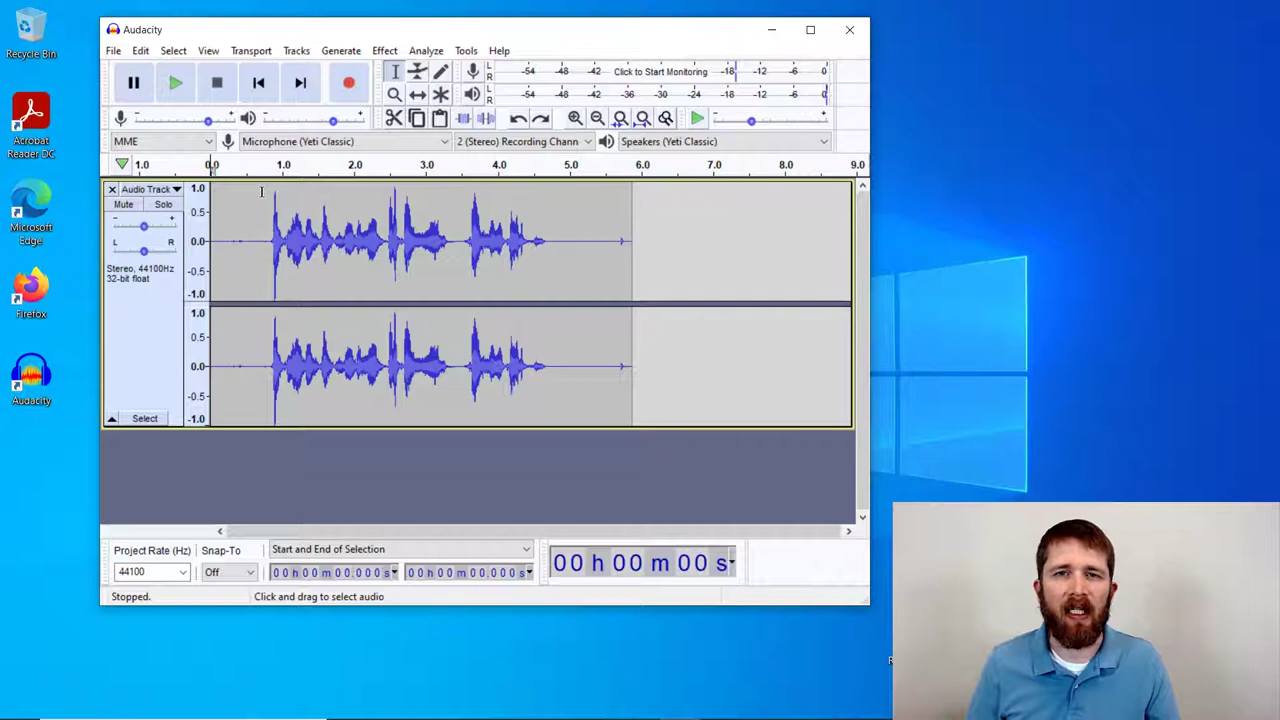 Recycle Bin
Acrobat
Reader DC
Microsoft
Edge
Firefox
Audacity
Audacity
File Edit Select View Transport Tracks Generate Effect Analyze Tools Help
L
R
-54 -48 -42 Click to Start Monitoring -18 -12 -6 0
L
R
-54 -48 -42 -36 -30 -24 -18 -12 -6 0
- + - + - +
MME Microphone (Yeti Classic) 2 (Stereo) Recording Chann Speakers (Yeti Classic)
1.0 0.0 1.0 2.0 3.0 4.0 5.0 6.0 7.0 8.0 9.0
Audio Track
Mute Solo
- +
L R
Stereo, 44100Hz
32-bit float
Select
1.0
0.5
0.0
-0.5
-1.0
1.0
0.5
0.0
-0.5
-1.0
Project Rate (Hz) Snap-To Start and End of Selection
44100 Off 00 h 00 m 00.000 s 00 h 00 m 00.000 s
00 h 00 m 00 s
Stopped. Click and drag to select audio